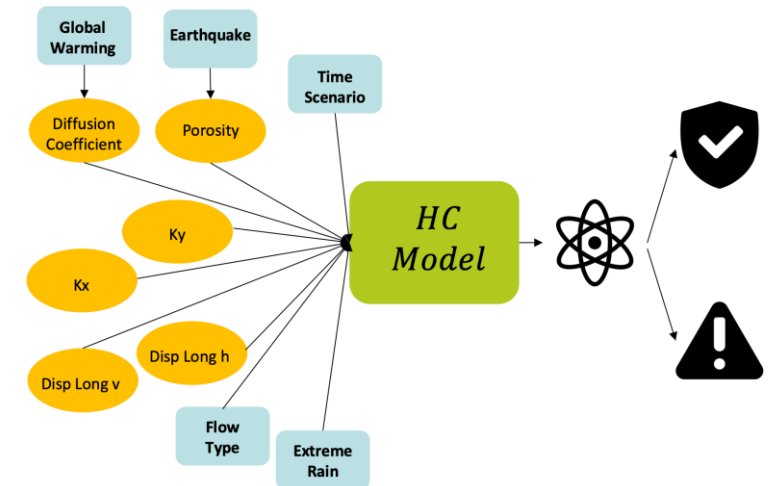 Global
Warming
Earthquake
Time
Scenario
Diffusion
Coefficient
Porosity
Ky
HC
Model
Kx
Disp Long h
Disp Long v
Flow
Type
Extreme
Rain